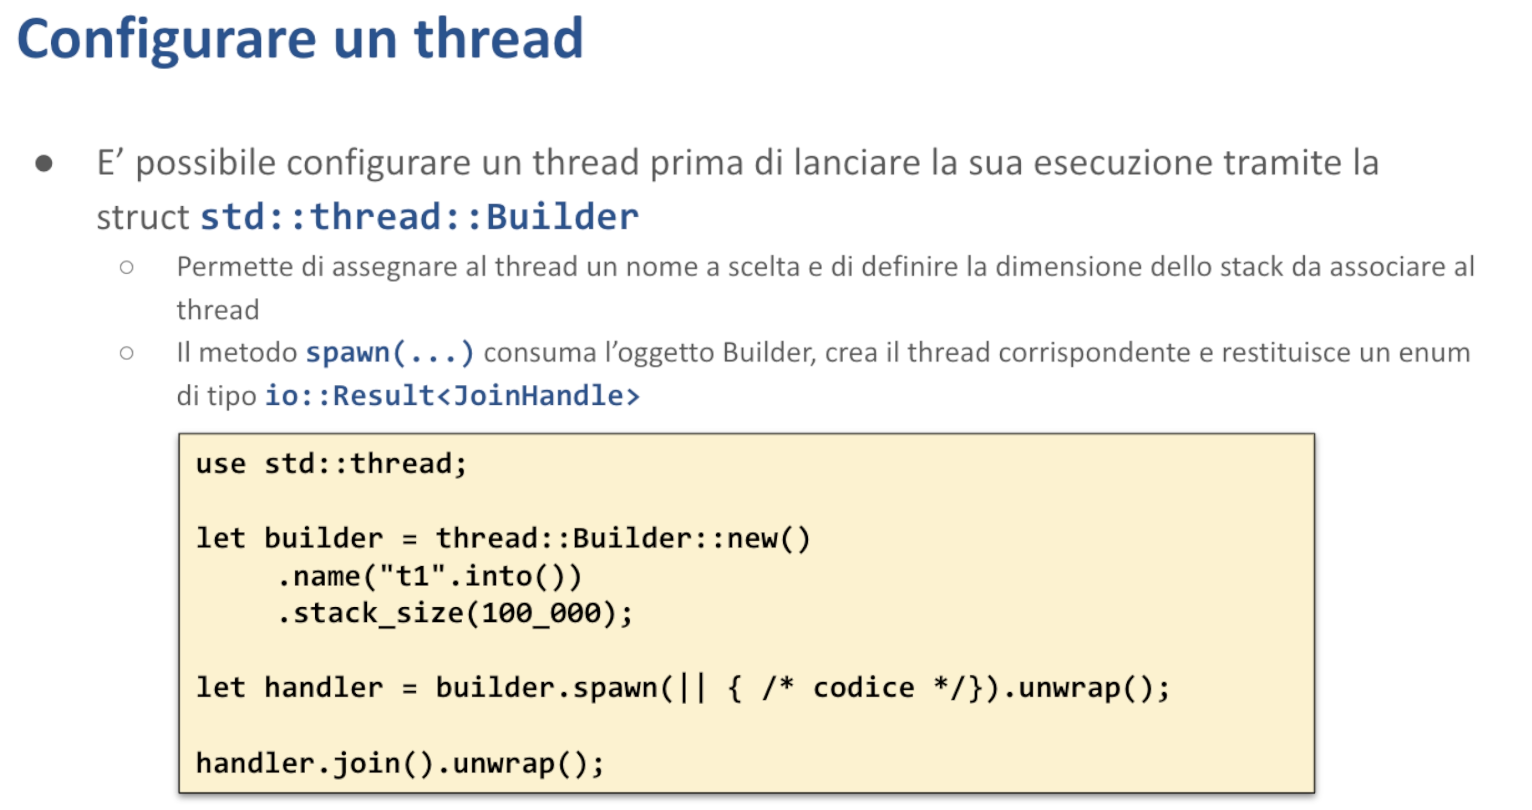 Configurare un thread
● E’ possibile configurare un thread prima di lanciare la sua esecuzione tramite la
struct std::thread::Builder
○ Permette di assegnare al thread un nome a scelta e di definire la dimensione dello stack da associare al
thread
○ Il metodo spawn(...) consuma l’oggetto Builder, crea il thread corrispondente e restituisce un enum
di tipo io::Result<JoinHandle>
use std::thread;
let builder = thread::Builder::new()
.name("t1".into())
.stack_size(100_000);
let handler = builder.spawn(|| { /* codice */}).unwrap();
handler.join().unwrap();